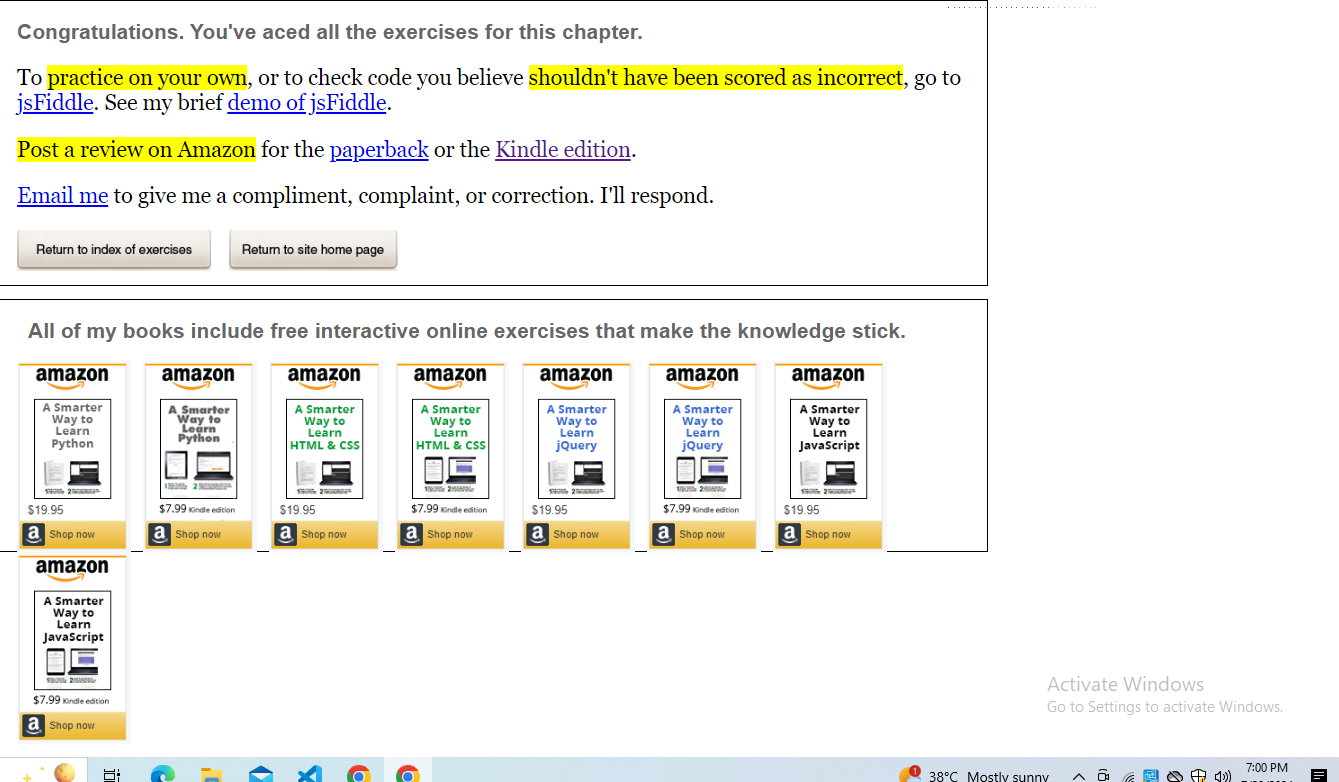 Congratulations. You've aced all the exercises for this chapter.
To practice on your own, or to check code you believe shouldn't have been scored as incorrect, go to
jsFiddle. See my brief demo of jsFiddle.
Post a review on Amazon for the paperback or the Kindle edition.
Email me to give me a compliment, complaint, or correction. I'll respond.
Return to index of exercises Return to site home page
All of my books include free interactive online exercises that make the knowledge stick.
amazon amazon amazon amazon amazon amazon amazon
A Smarter A Smarter A Smarter A Smarter A Smarter A Smarter A Smarter
Way to Way to Way to Way to Way to Way to Way to
Learn Learn Learn Learn Learn Learn Learn
Python Python HTML & CSS HTML & CSS jQuery jQuery JavaScript
$19.95 $7.99 Kindle edition $19.95 $7.99 Kindle edition $19.95 $7.99 Kindle edition $19.95
a Shop now a Shop now a Shop now a Shop now a Shop now a Shop now a Shop now
amazon
A Smarter
Way to
Learn
JavaScript
$7.99 Kindle edition
a Shop now
Activate Windows
Go to Settings to activate Windows.
1 38°C Mostly sunny 7:00 PM